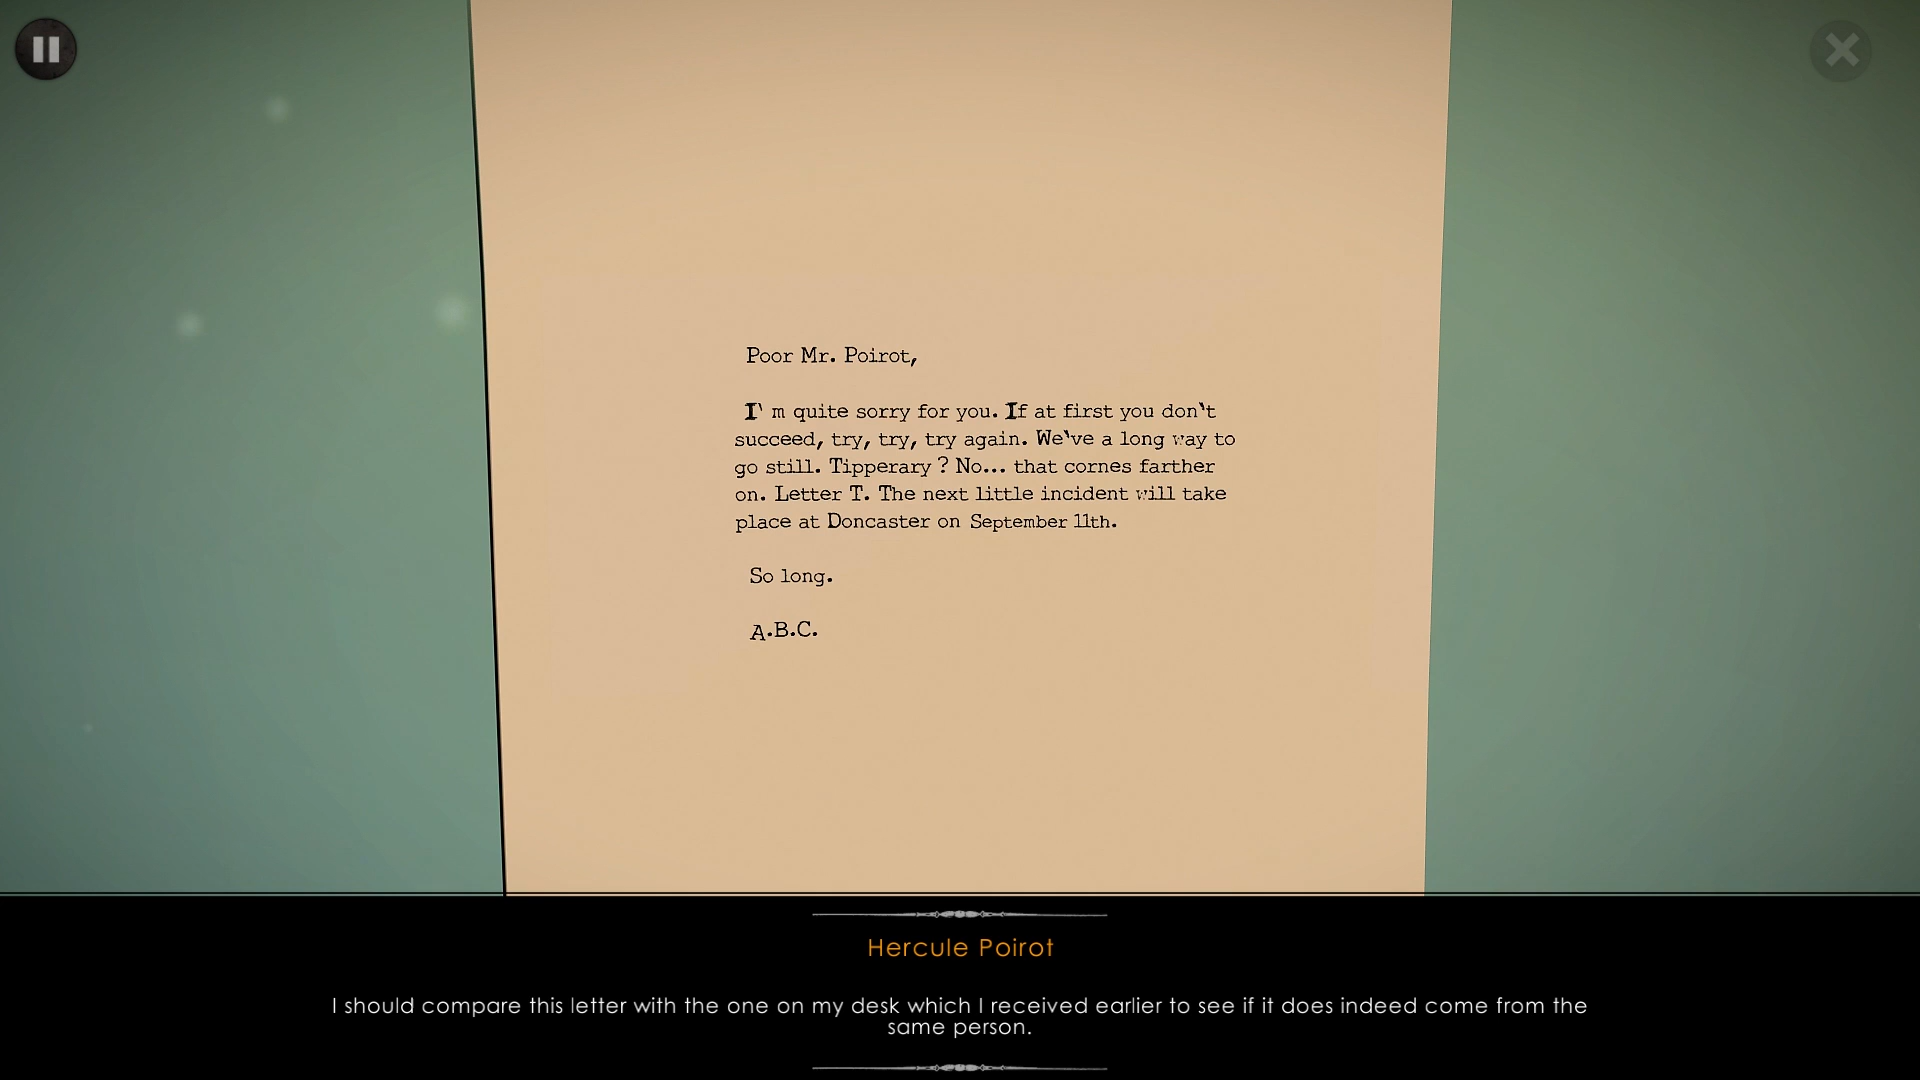 Poor Mr. Poirot,
I' m quite sorry for you. If at first you don't
succeed, try, try, try again. We've a long way to
go still. Tipperary ? No... that cornes farther
on. Letter T. The next little incident will take
place at Doncaster on September 11th.
So long.
A.B.C.
Hercule Poirot
I should compare this letter with the one on my desk which I received earlier to see if it does indeed come from the
same person.